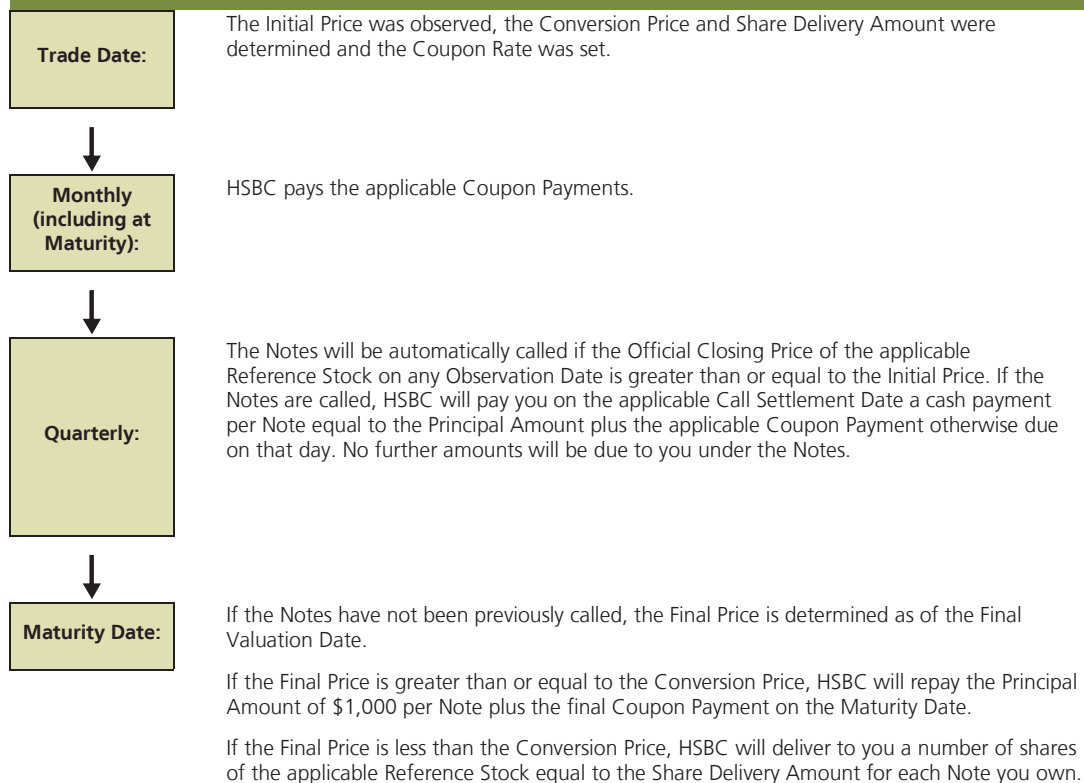 Trade Date:
The Initial Price was observed, the Conversion Price and Share Delivery Amount were
determined and the Coupon Rate was set.
Monthly
(including at
Maturity):
HSBC pays the applicable Coupon Payments.
Quarterly:
The Notes will be automatically called if the Official Closing Price of the applicable
Reference Stock on any Observation Date is greater than or equal to the Initial Price. If the
Notes are called, HSBC will pay you on the applicable Call Settlement Date a cash payment
per Note equal to the Principal Amount plus the applicable Coupon Payment otherwise due
on that day. No further amounts will be due to you under the Notes.
Maturity Date:
If the Notes have not been previously called, the Final Price is determined as of the Final
Valuation Date.
If the Final Price is greater than or equal to the Conversion Price, HSBC will repay the Principal
Amount of $1,000 per Note plus the final Coupon Payment on the Maturity Date.
If the Final Price is less than the Conversion Price, HSBC will deliver to you a number of shares
of the applicable Reference Stock equal to the Share Delivery Amount for each Note you own.